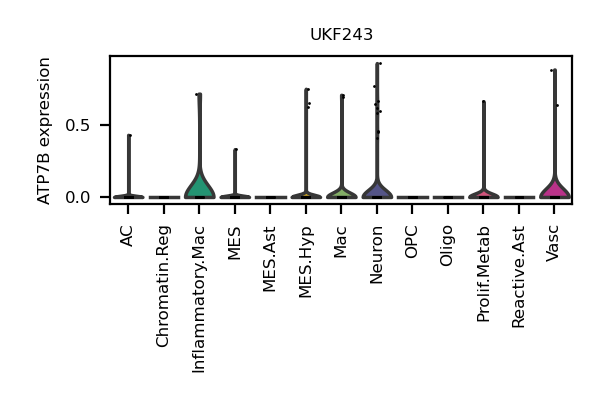 UKF243
ATP7B expression
0.5
0.0
AC
Chromatin.Reg
Inflammatory.Mac
MES
MES.Ast
MES.Hyp
Mac
Neuron
OPC
Oligo
Prolif.Metab
Reactive.Ast
Vasc